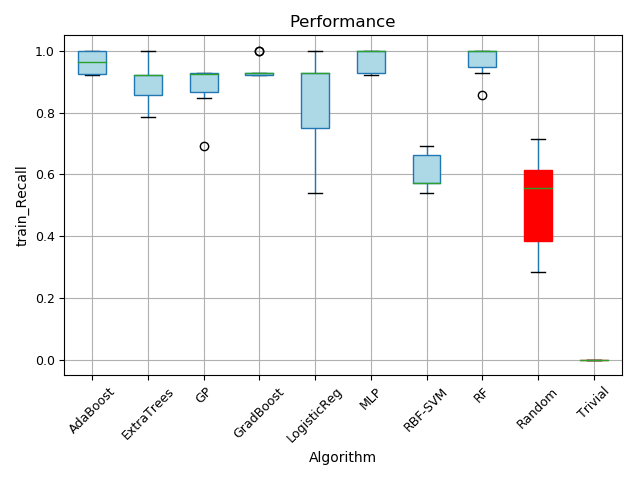 Performance
train_Recall
1.0
0.8
0.6
0.4
0.2
0.0
AdaBoost
ExtraTrees
GP
GradBoost
LogisticReg
MLP
RBF-SVM
RF
Random
Trivial
Algorithm